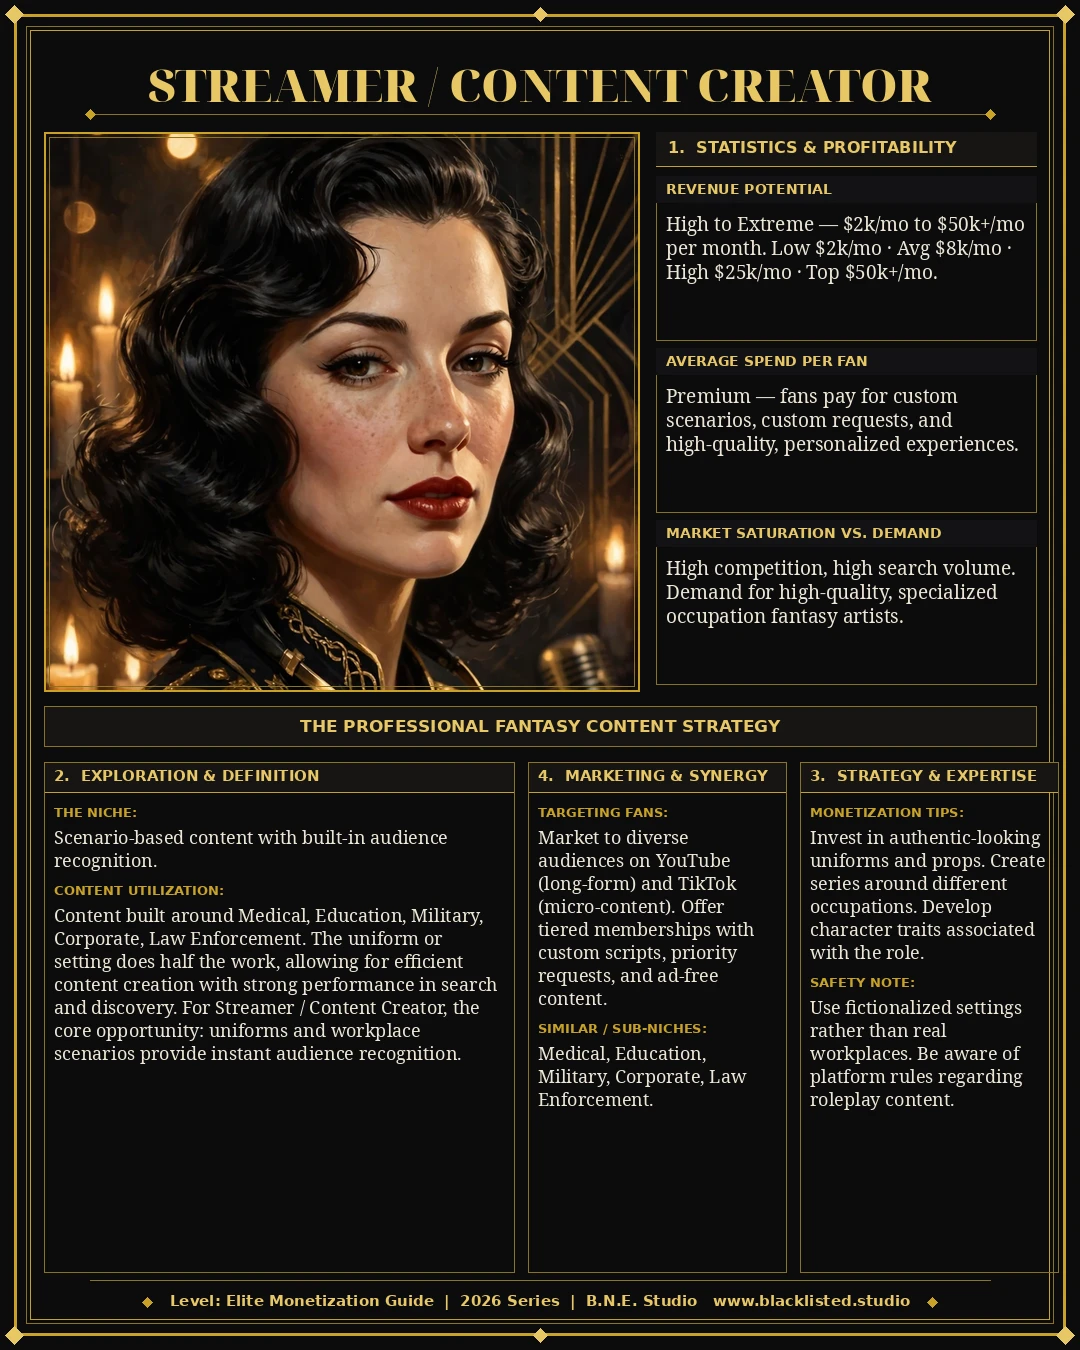 STREAMER / CONTENT CREATOR
1. STATISTICS & PROFITABILITY
REVENUE POTENTIAL
High to Extreme — $2k/mo to $50k+/mo
per month. Low $2k/mo · Avg $8k/mo ·
High $25k/mo · Top $50k+/mo.
AVERAGE SPEND PER FAN
Premium — fans pay for custom
scenarios, custom requests, and
high-quality, personalized experiences.
MARKET SATURATION VS. DEMAND
High competition, high search volume.
Demand for high-quality, specialized
occupation fantasy artists.
THE PROFESSIONAL FANTASY CONTENT STRATEGY
2. EXPLORATION & DEFINITION
THE NICHE:
Scenario-based content with built-in audience
recognition.
CONTENT UTILIZATION:
Content built around Medical, Education, Military,
Corporate, Law Enforcement. The uniform or
setting does half the work, allowing for efficient
content creation with strong performance in search
and discovery. For Streamer / Content Creator, the
core opportunity: uniforms and workplace
scenarios provide instant audience recognition.
4. MARKETING & SYNERGY
TARGETING FANS:
Market to diverse
audiences on YouTube
(long-form) and TikTok
(micro-content). Offer
tiered memberships with
custom scripts, priority
requests, and ad-free
content.
SIMILAR / SUB-NICHES:
Medical, Education,
Military, Corporate, Law
Enforcement.
3. STRATEGY & EXPERTISE
MONETIZATION TIPS:
Invest in authentic-looking
uniforms and props. Create
series around different
occupations. Develop
character traits associated
with the role.
SAFETY NOTE:
Use fictionalized settings
rather than real
workplaces. Be aware of
platform rules regarding
roleplay content.
Level: Elite Monetization Guide | 2026 Series | B.N.E. Studio www.blacklisted.studio